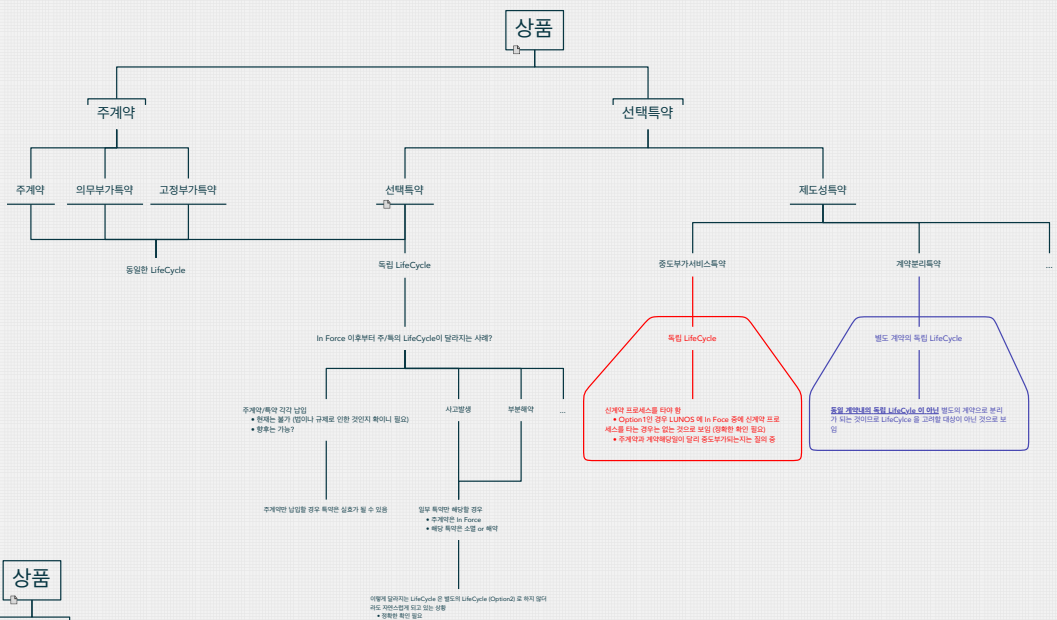 상품
주계약
선택특약
주계약
의무부가특약
고정부가특약
선택특약
제도성특약
동일한 LifeCycle
독립 LifeCycle
중도부가서비스특약
계약분리특약
...
In Force 이후부터 주/특의 LifeCycle이 달라지는 사례?
독립 LifeCycle
별도 계약의 독립 LifeCycle
주계약/특약 각각 납입
• 현재는 불가 (법이나 규제로 인한 것인지 확이니 필요)
• 향후는 가능?
사고발생
부분해약
...
신계약 프로세스를 타야 함
• Option1인 경우 LUNOS 에 In Foce 중에 신계약 프로
세스를 타는 경우는 없는 것으로 보임 (정확한 확인 필요)
• 주계약과 계약해당일이 달리 중도부가되는지는 질의 중
동일 계약내의 독립 LifeCyle 이 아닌 별도의 계약으로 분리
가 되는 것이므로 LifeCylce 을 고려할 대상이 아닌 것으로 보
임
주계약만 납입할 경우 특약은 실효가 될 수 있음
일부 특약만 해당할 경우
• 주계약은 In Force
• 해당 특약은 소멸 or 해약
이렇게 달라지는 LifeCycle 은 별도의 LifeCycle (Option2) 로 하지 않더
라도 자연스럽게 되고 있는 상황
• 정확한 확인 필요
상품